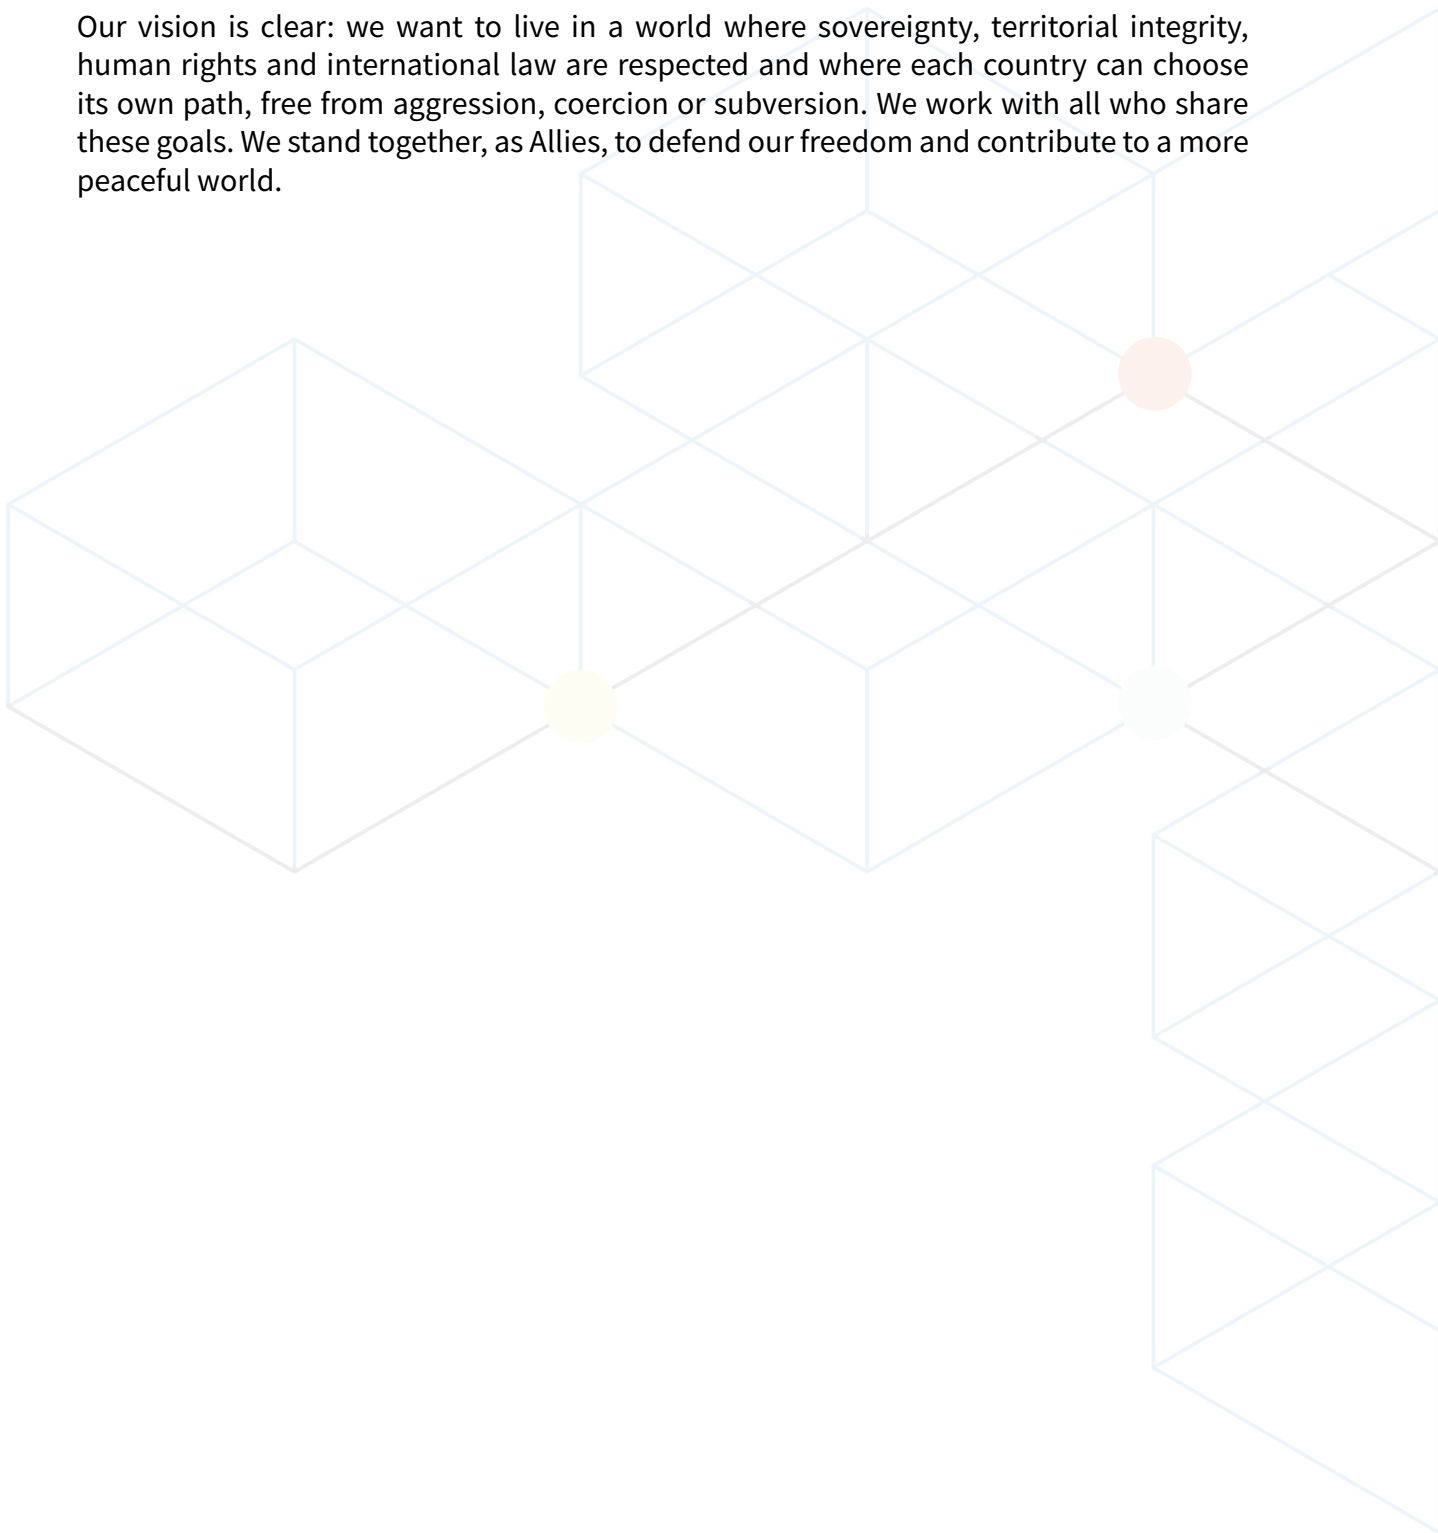 Our vision is clear: we want to live in a world where sovereignty, territorial integrity,
human rights and international law are respected and where each country can choose
its own path, free from aggression, coercion or subversion. We work with all who share
these goals. We stand together, as Allies, to defend our freedom and contribute to a more
peaceful world.